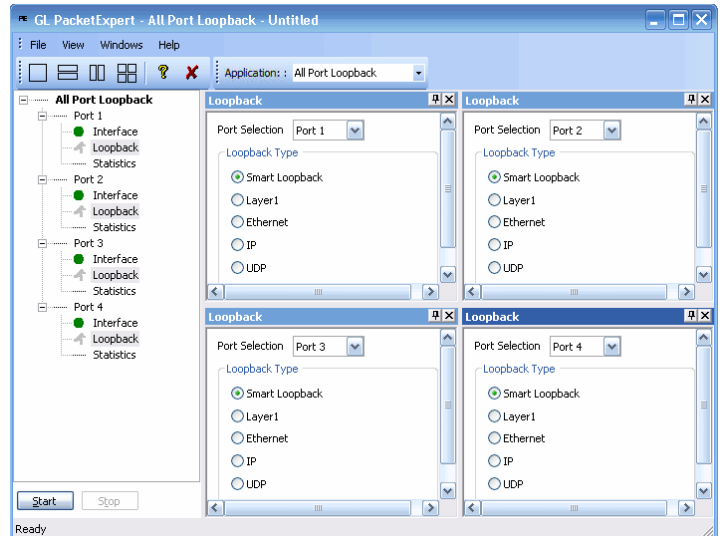 GL PacketExpert - All Port Loopback - Untitled
File View Windows Help
Application: : All Port Loopback
All Port Loopback
Port 1
Interface
Loopback
Statistics
Port 2
Interface
Loopback
Statistics
Port 3
Interface
Loopback
Statistics
Port 4
Interface
Loopback
Statistics
Start Stop
Loopback
Port Selection Port 1
Loopback Type
Smart Loopback
Layer1
Ethernet
IP
UDP
Loopback
Port Selection Port 2
Loopback Type
Smart Loopback
Layer1
Ethernet
IP
UDP
Loopback
Port Selection Port 3
Loopback Type
Smart Loopback
Layer1
Ethernet
IP
UDP
Loopback
Port Selection Port 4
Loopback Type
Smart Loopback
Layer1
Ethernet
IP
UDP
Ready